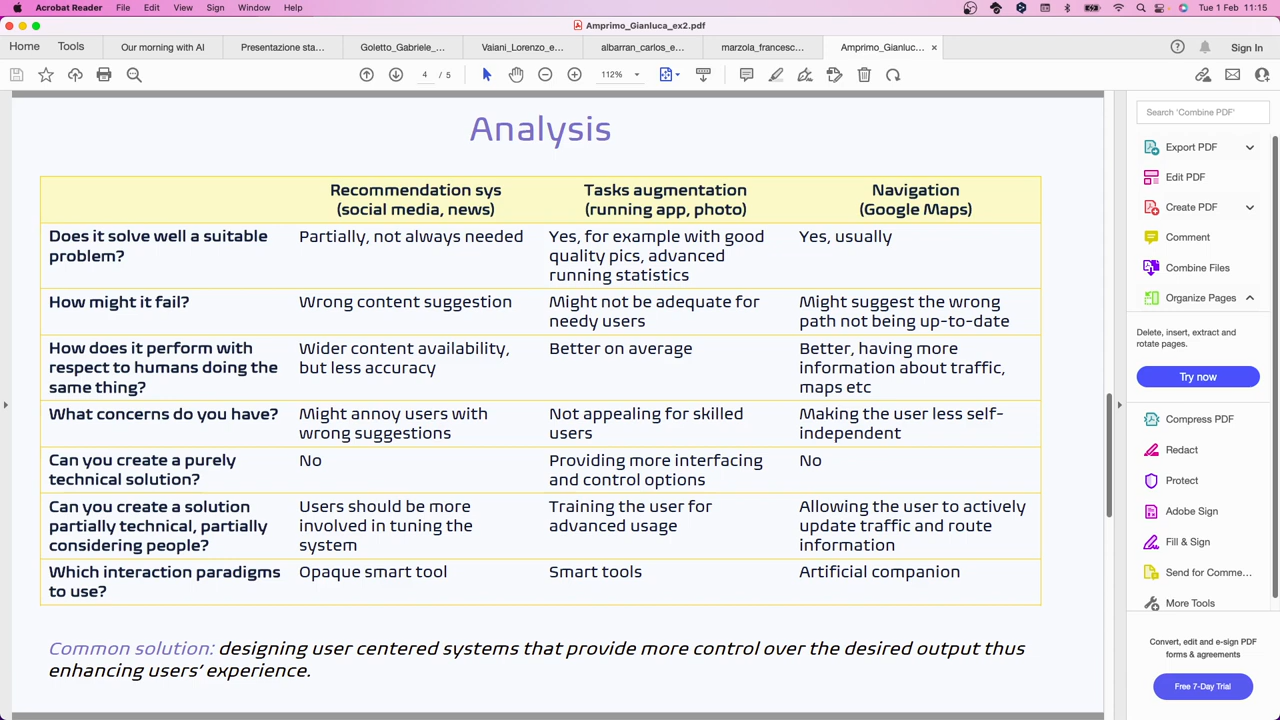 Acrobat Reader File Edit View Sign Window Help Tue 1 Feb 11:15
Amprimo_Gianluca_ex2.pdf
Home Tools Our morning with AI Presentazione sta... Goletto_Gabriele_... Vaiani_Lorenzo_e... albarran_carlos_e... marzola_francesc... Amprimo_Gianluc... × Sign In
4 / 5 112%
Analysis
Recommendation sys Tasks augmentation Navigation
(social media, news) (running app, photo) (Google Maps)
Does it solve well a suitable Partially, not always needed Yes, for example with good Yes, usually
problem? quality pics, advanced
running statistics
How might it fail? Wrong content suggestion Might not be adequate for Might suggest the wrong
needy users path not being up-to-date
How does it perform with Wider content availability, Better on average Better, having more
respect to humans doing the but less accuracy information about traffic,
same thing? maps etc
What concerns do you have? Might annoy users with Not appealing for skilled Making the user less self-
wrong suggestions users independent
Can you create a purely No Providing more interfacing No
technical solution? and control options
Can you create a solution Users should be more Training the user for Allowing the user to actively
partially technical, partially involved in tuning the advanced usage update traffic and route
considering people? system information
Which interaction paradigms Opaque smart tool Smart tools Artificial companion
to use?
Common solution: designing user centered systems that provide more control over the desired output thus
enhancing users' experience.
Search 'Combine PDF'
Export PDF
Edit PDF
Create PDF
Comment
Combine Files
Organize Pages
Delete, insert, extract and
rotate pages.
Try now
Compress PDF
Redact
Protect
Adobe Sign
Fill & Sign
Send for Comme...
More Tools
Convert, edit and e-sign PDF
forms & agreements
Free 7-Day Trial